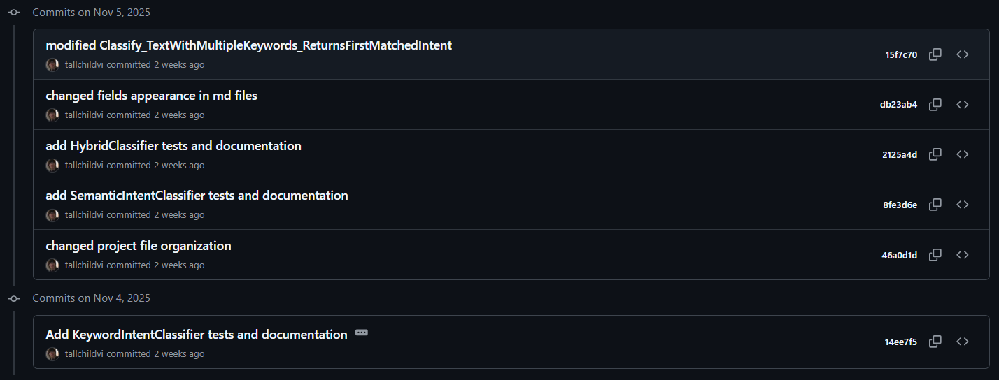 Commits on Nov 5, 2025
modified Classify_TextWithMultipleKeywords_ReturnsFirstMatchedIntent
tallchildvi committed 2 weeks ago
15f7c70
changed fields appearance in md files
tallchildvi committed 2 weeks ago
db23ab4
add HybridClassifier tests and documentation
tallchildvi committed 2 weeks ago
2125a4d
add SemanticIntentClassifier tests and documentation
tallchildvi committed 2 weeks ago
8fe3d6e
changed project file organization
tallchildvi committed 2 weeks ago
46a0d1d
Commits on Nov 4, 2025
Add KeywordIntentClassifier tests and documentation
tallchildvi committed 2 weeks ago
14ee7f5